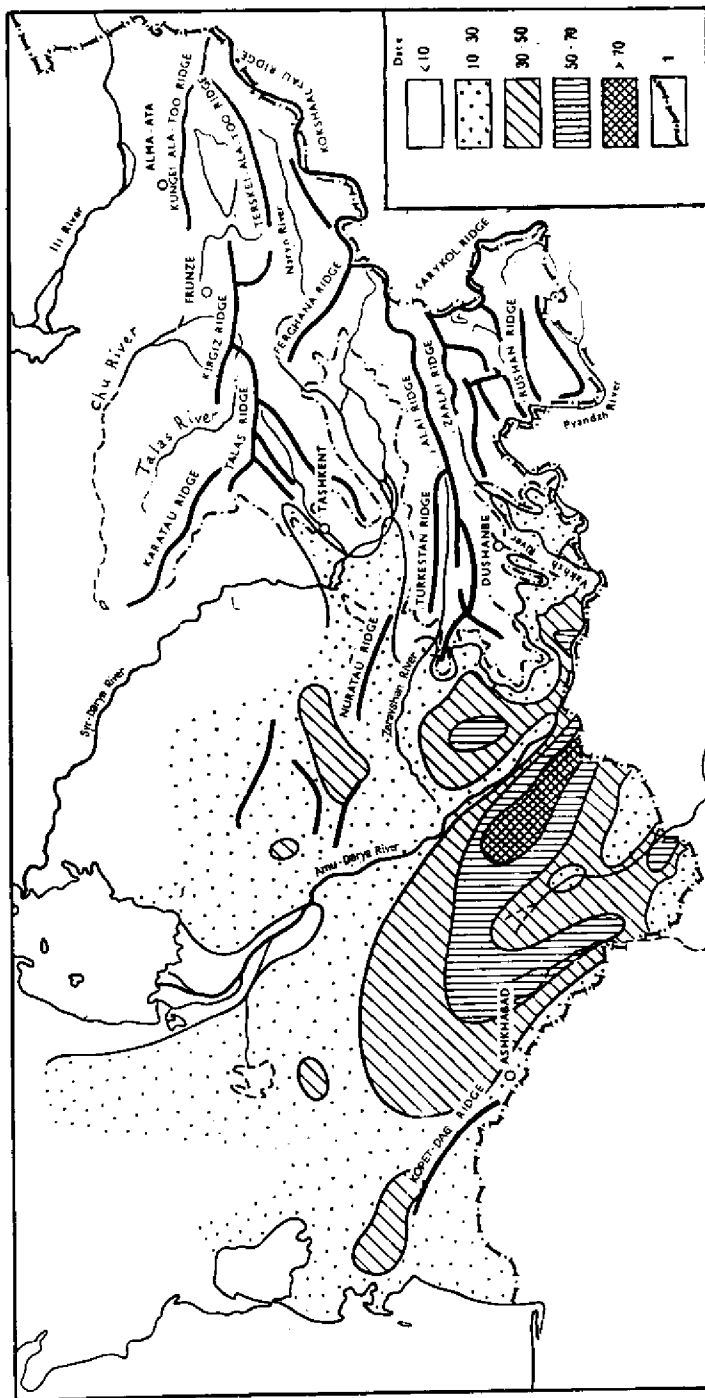 Ili River
ALMA-ATA
KUNGEI ALA-TOO RIDGE
TERSKEI-ALA-TOO RIDGE
KOKSHAAL TAU RIDGE
Naryn River
FRUNZE
KIRGIZ RIDGE
FERGHANA RIDGE
Chu River
Talas River
TALAS RIDGE
KARATAU RIDGE
TASHKENT
Syr-Darya River
NURATAU RIDGE
Zeravshan River
TURKESTAN RIDGE
ALAI RIDGE
ZAALAI RIDGE
SARYKOL RIDGE
RUSHAN RIDGE
Pyandzh River
DUSHANBE
Vakhsh
River
Amu-Darya River
ASHKHABAD
KOPET-DAG RIDGE
Date
<10
10-30
30-50
50-70
>70
1